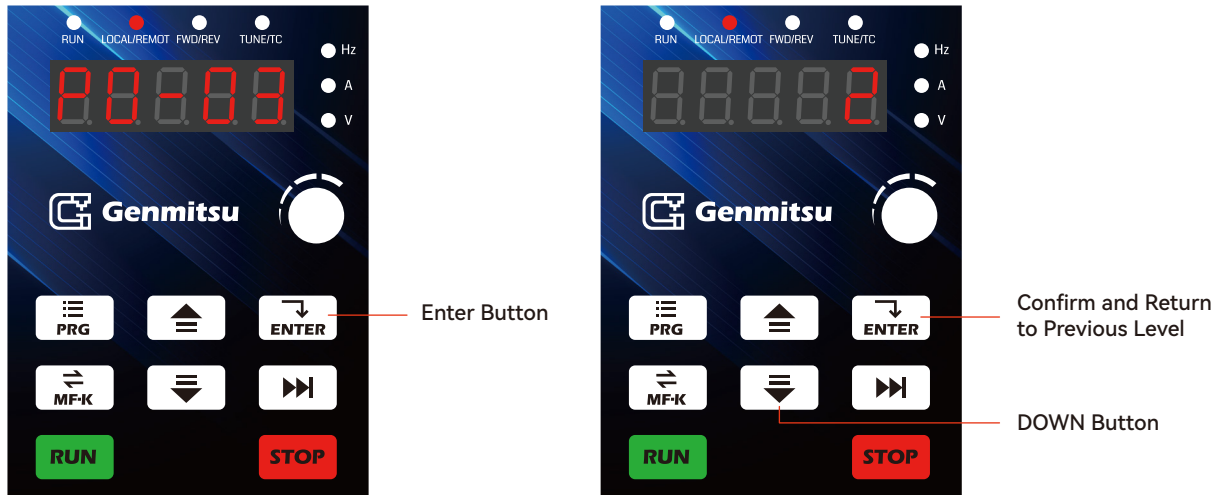 RUN LOCAL/REMOT FWD/REV TUNE/TC
Hz
A
V
P0-03
Genmitsu
PRG
ENTER
MF·K
RUN
STOP
Enter Button
RUN LOCAL/REMOT FWD/REV TUNE/TC
Hz
A
V
2
Genmitsu
PRG
ENTER
MF·K
RUN
STOP
Confirm and Return
to Previous Level
DOWN Button